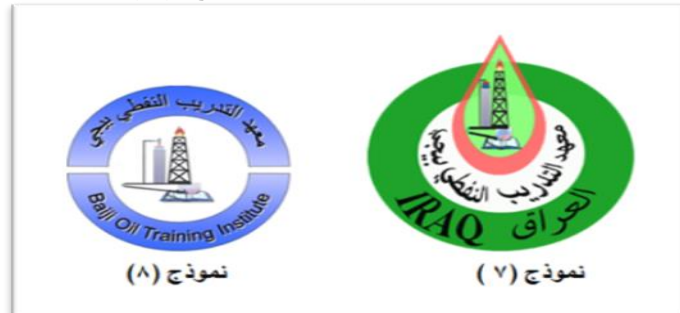 معهد التدريب النفطي بيجي
Baiji Oil Training Institute
نموذج (٨)
معهد التدريب النفطي بيجي
العراق IRAQ
نموذج (٧ )